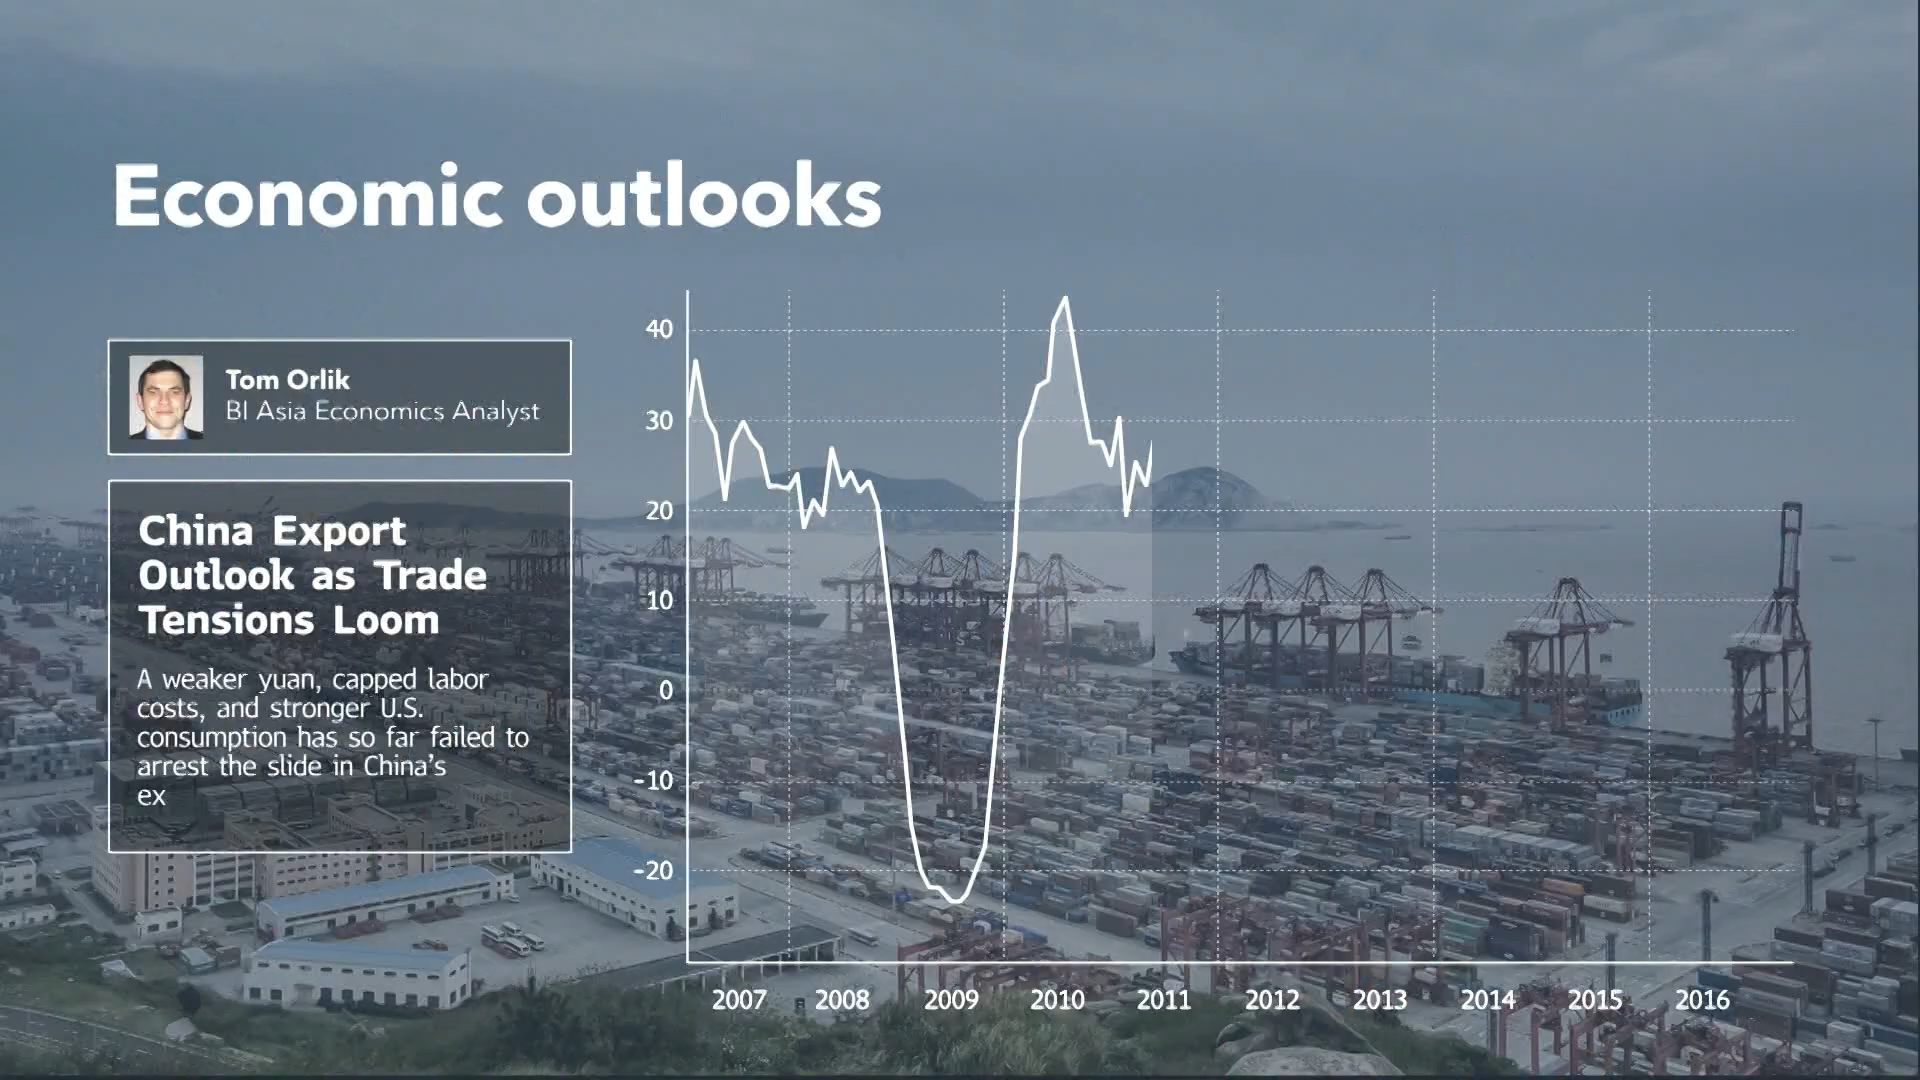 Economic outlooks
Tom Orlik
BI Asia Economics Analyst
China Export
Outlook as Trade
Tensions Loom
A weaker yuan, capped labor
costs, and stronger U.S.
consumption has so far failed to
arrest the slide in China's
ex
40
30
20
10
0
-10
-20
2007 2008 2009 2010 2011 2012 2013 2014 2015 2016